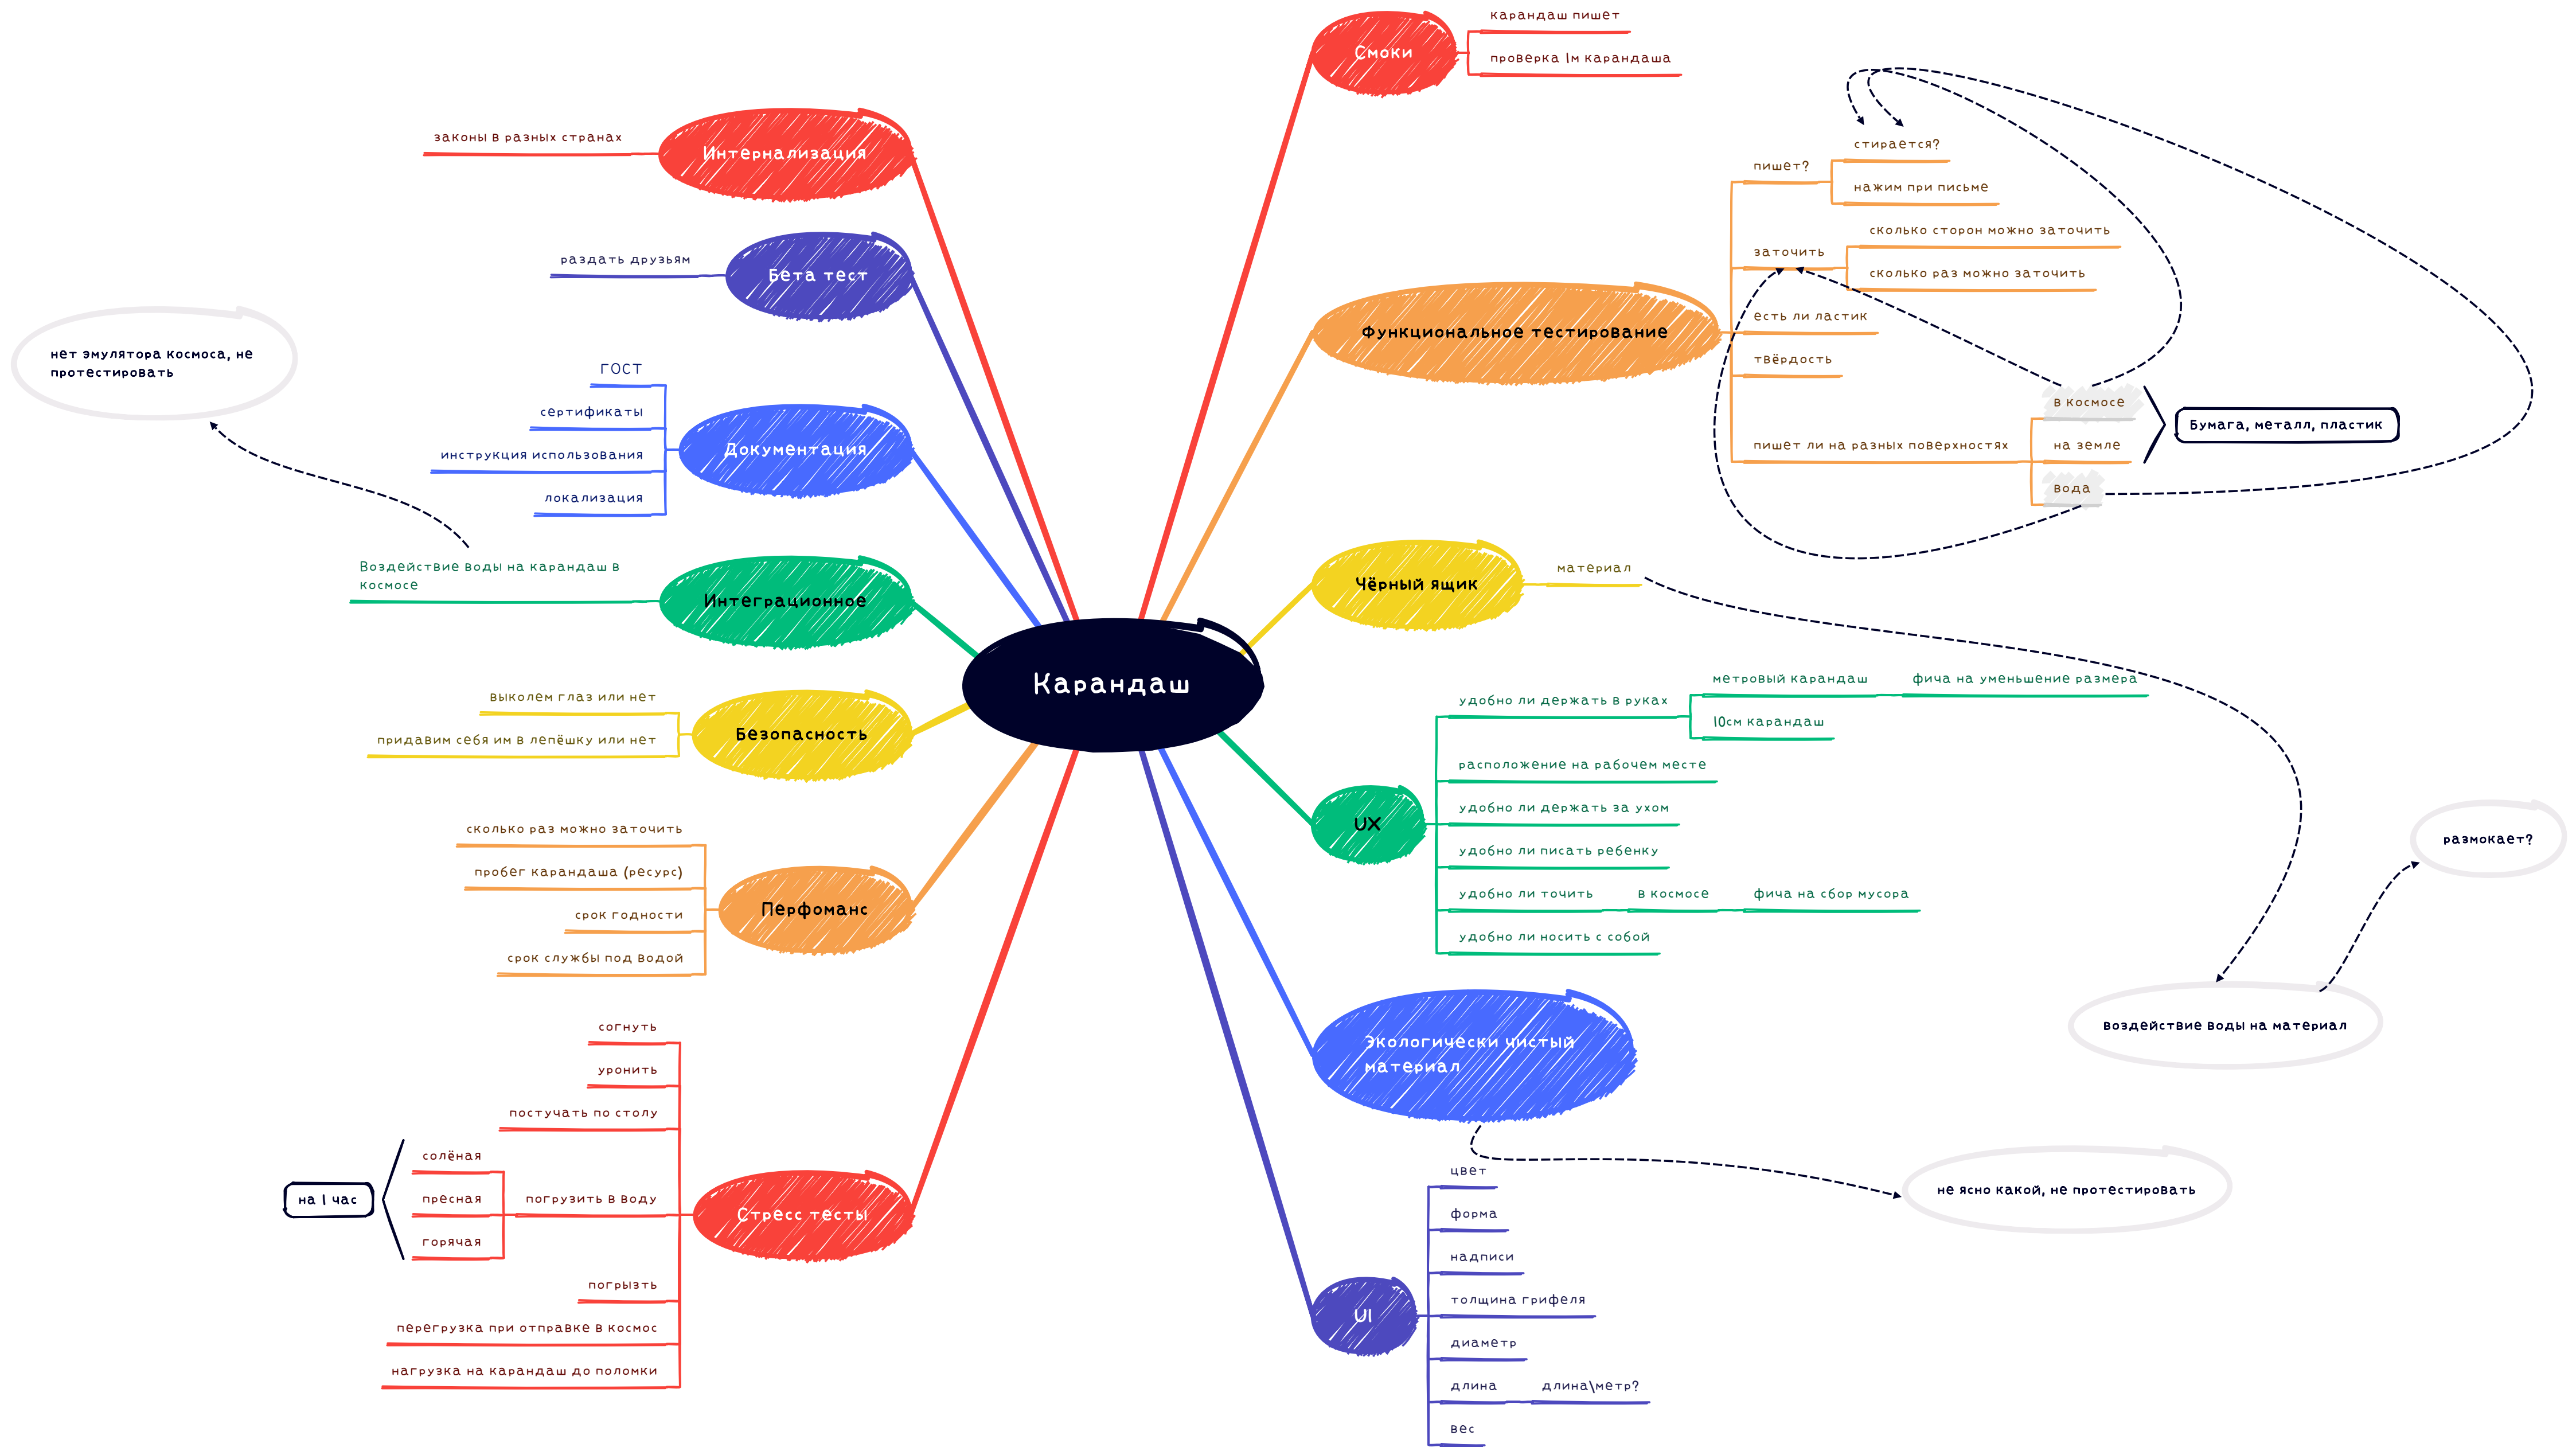 Карандаш
Смоки
карандаш пишет
проверка 1м карандаша
Функциональное тестирование
пишет?
стирается?
нажим при письме
заточить
сколько сторон можно заточить
сколько раз можно заточить
есть ли ластик
твёрдость
пишет ли на разных поверхностях
в космосе
на земле
вода
Бумага, металл, пластик
Чёрный ящик
материал
UX
удобно ли держать в руках
метровый карандаш
фича на уменьшение размера
10см карандаш
расположение на рабочем месте
удобно ли держать за ухом
удобно ли писать ребенку
удобно ли точить
в космосе
фича на сбор мусора
удобно ли носить с собой
размокает?
воздействие воды на материал
Экологически чистый
материал
не ясно какой, не протестировать
UI
цвет
форма
надписи
толщина грифеля
диаметр
длина
длина\метр?
вес
Интернализация
законы в разных странах
Бета тест
раздать друзьям
Документация
ГОСТ
сертификаты
инструкция использования
локализация
Интеграционное
Воздействие воды на карандаш в
космосе
нет эмулятора космоса, не
протестировать
Безопасность
выколем глаз или нет
придавим себя им в лепёшку или нет
Перфоманс
сколько раз можно заточить
пробег карандаша (ресурс)
срок годности
срок службы под водой
Стресс тесты
согнуть
уронить
постучать по столу
погрузить в воду
солёная
пресная
горячая
на 1 час
погрызть
перегрузка при отправке в космос
нагрузка на карандаш до поломки